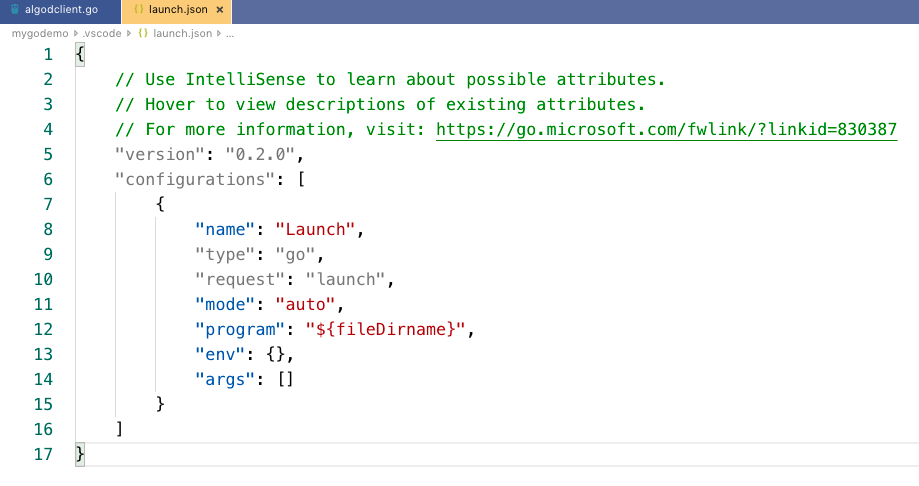 algodclient.go launch.json ×
mygodemo .vscode {} launch.json ...
1 {
2 // Use IntelliSense to learn about possible attributes.
3 // Hover to view descriptions of existing attributes.
4 // For more information, visit: https://go.microsoft.com/fwlink/?linkid=830387
5 "version": "0.2.0",
6 "configurations": [
7 {
8 "name": "Launch",
9 "type": "go",
10 "request": "launch",
11 "mode": "auto",
12 "program": "${fileDirname}",
13 "env": {},
14 "args": []
15 }
16 ]
17 }